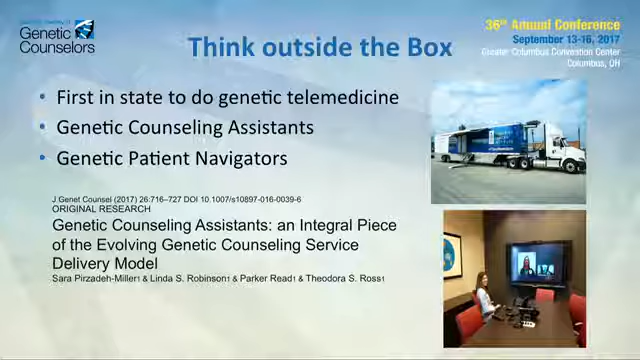 Genetic
Counselors
36th Annual Conference
September 13-16, 2017
Greater Columbus Convention Center
Columbus, OH
Think outside the Box
• First in state to do genetic telemedicine
• Genetic Counseling Assistants
• Genetic Patient Navigators
J Genet Counsel (2017) 26:716–727 DOI 10.1007/s10897-016-0039-6
ORIGINAL RESEARCH
Genetic Counseling Assistants: an Integral Piece
of the Evolving Genetic Counseling Service
Delivery Model
Sara Pirzadeh-Miller1 & Linda S. Robinson1 & Parker Read1 & Theodora S. Ross1